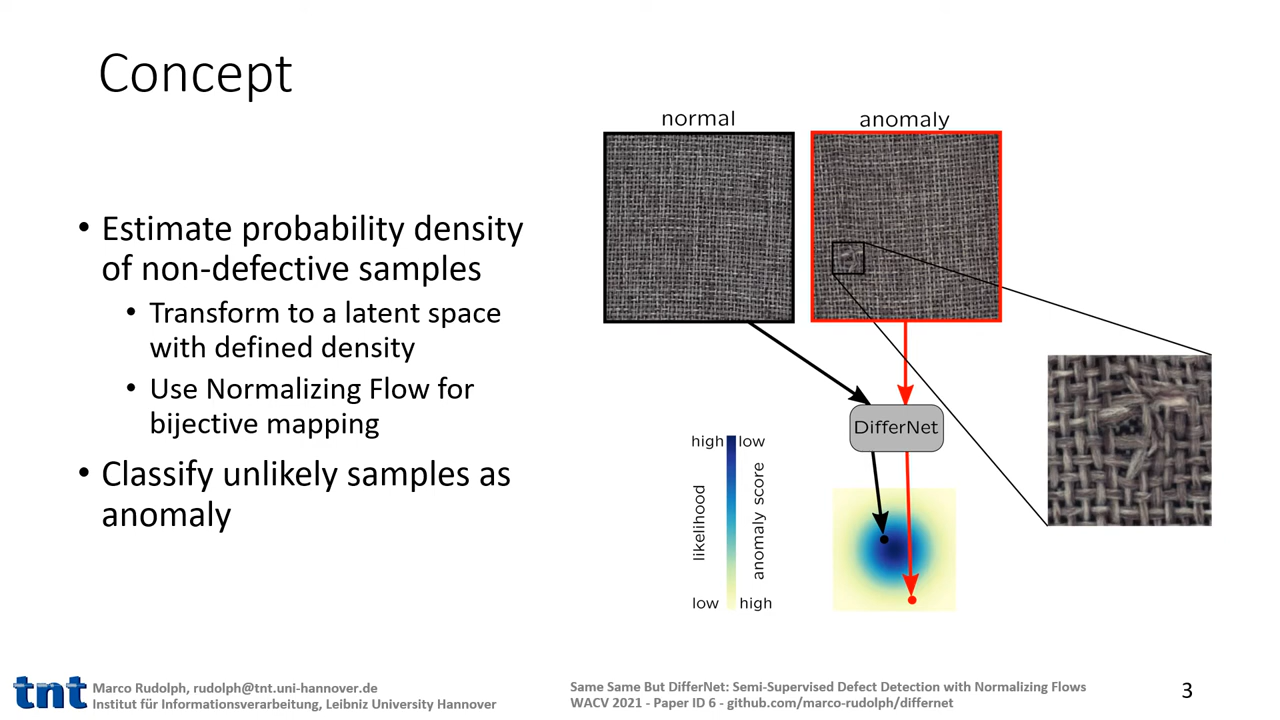 Concept
• Estimate probability density
of non-defective samples
• Transform to a latent space
with defined density
• Use Normalizing Flow for
bijective mapping
• Classify unlikely samples as
anomaly
normal
anomaly
DifferNet
high
low
likelihood
anomaly score
low
high
tnt
Marco Rudolph, rudolph@tnt.uni-hannover.de
Institut für Informationsverarbeitung, Leibniz University Hannover
Same Same But DifferNet: Semi-Supervised Defect Detection with Normalizing Flows
WACV 2021 - Paper ID 6 - github.com/marco-rudolph/differnet
3